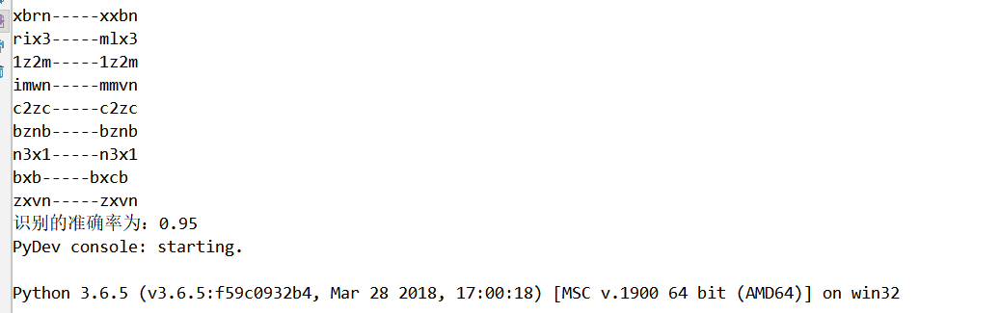 xbrn-----xxbn
rix3-----mlx3
1z2m-----1z2m
imwn-----mmvn
c2zc-----c2zc
bznb-----bznb
n3x1-----n3x1
bxb-----bxcb
zxvn-----zxvn
识别的准确率为：0.95
PyDev console: starting.
Python 3.6.5 (v3.6.5:f59c0932b4, Mar 28 2018, 17:00:18) [MSC v.1900 64 bit (AMD64)] on win32